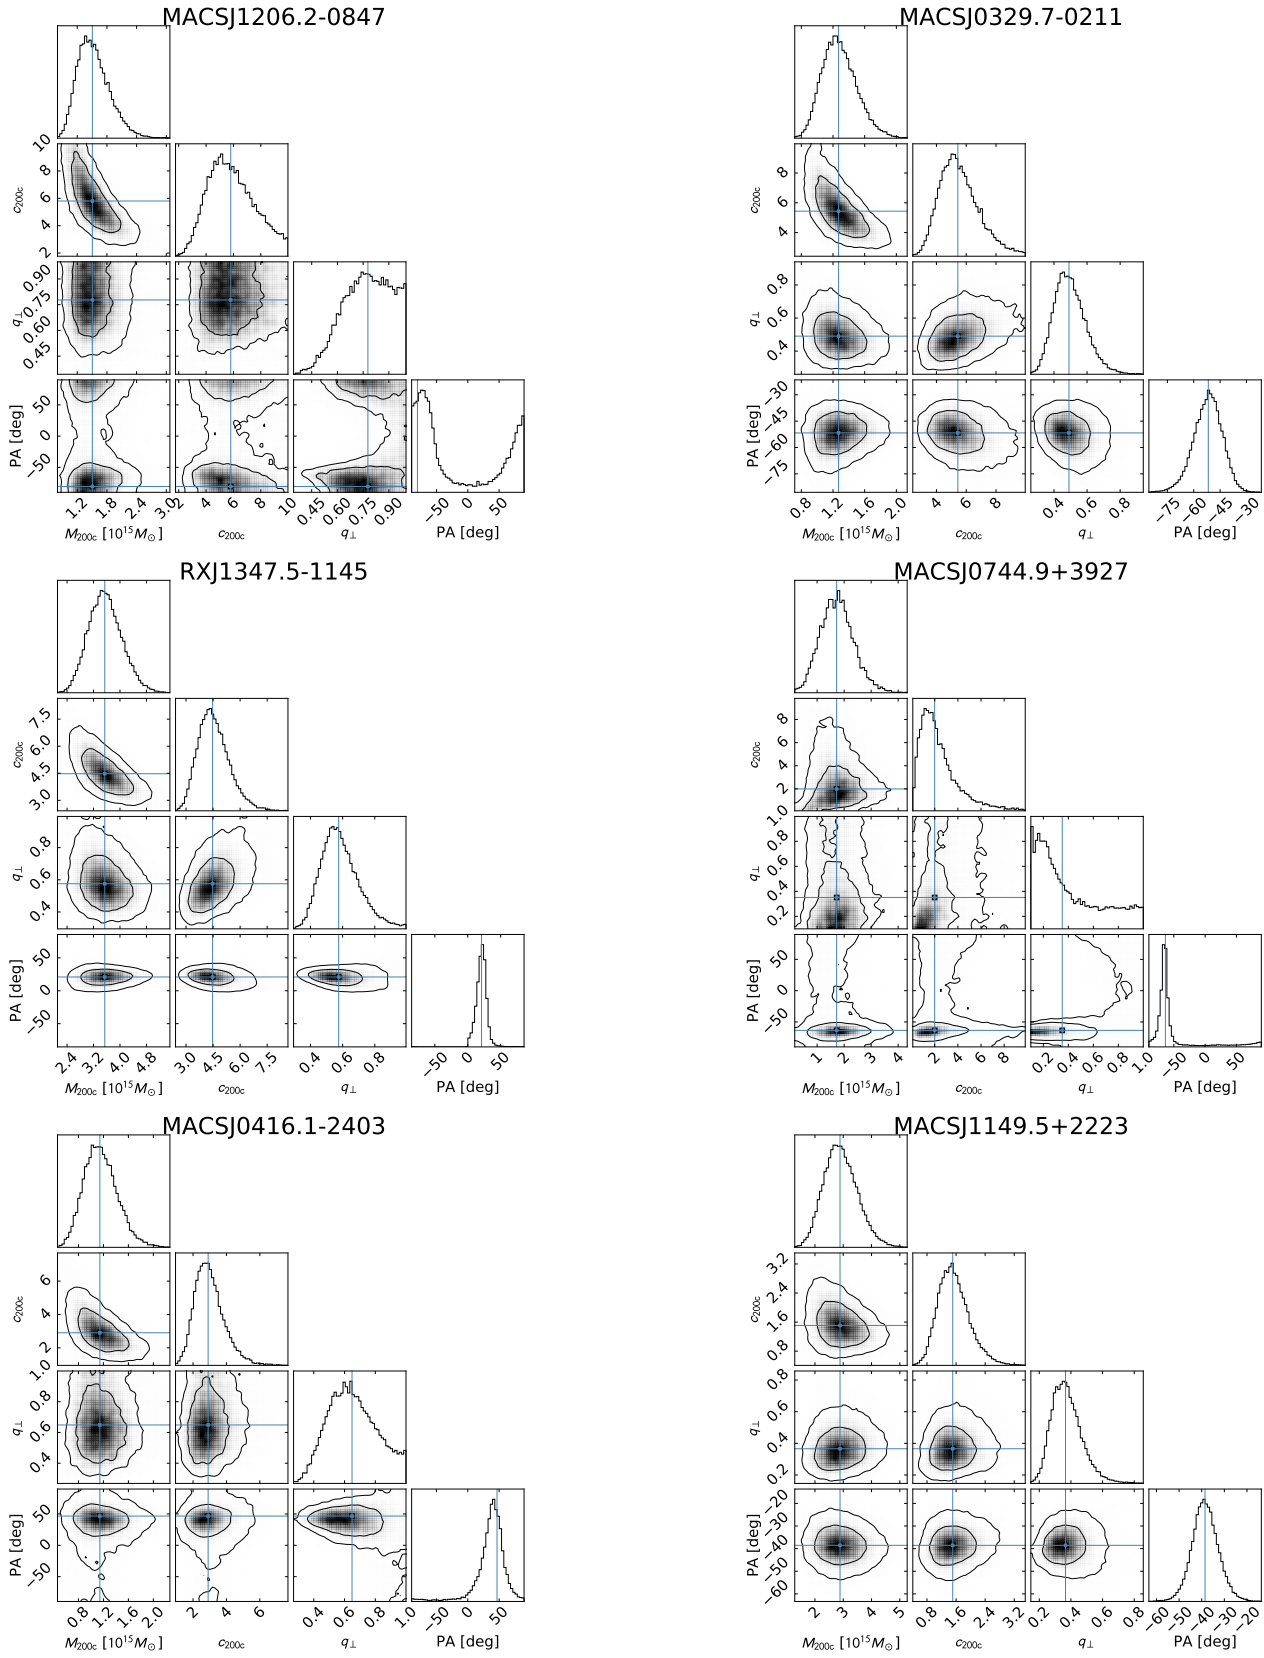 MACSJ1206.2-0847
10
8
6
4
2
c200c
0.90
0.75
0.60
0.45
q⊥
50
0
−50
PA [deg]
1.2 1.8 2.4 3.0
M200c [10^15 M⊙]
2 4 6 8 10
c200c
0.45 0.60 0.75 0.90
q⊥
−50 0 50
PA [deg]
MACSJ0329.7-0211
8
6
4
c200c
0.8
0.6
0.4
q⊥
−30
−45
−60
−75
PA [deg]
0.8 1.2 1.6 2.0
M200c [10^15 M⊙]
4 6 8
c200c
0.4 0.6 0.8
q⊥
−75 −60 −45 −30
PA [deg]
RXJ1347.5-1145
7.5
6.0
4.5
3.0
c200c
0.8
0.6
0.4
q⊥
50
0
−50
PA [deg]
2.4 3.2 4.0 4.8
M200c [10^15 M⊙]
3.0 4.5 6.0 7.5
c200c
0.4 0.6 0.8
q⊥
−50 0 50
PA [deg]
MACSJ0744.9+3927
8
6
4
2
c200c
1.0
0.8
0.6
0.4
0.2
q⊥
50
0
−50
PA [deg]
1 2 3 4
M200c [10^15 M⊙]
2 4 6 8
c200c
0.2 0.4 0.6 0.8 1.0
q⊥
−50 0 50
PA [deg]
MACSJ0416.1-2403
6
4
2
c200c
1.0
0.8
0.6
0.4
q⊥
50
0
−50
PA [deg]
0.8 1.2 1.6 2.0
M200c [10^15 M⊙]
2 4 6
c200c
0.4 0.6 0.8 1.0
q⊥
−50 0 50
PA [deg]
MACSJ1149.5+2223
3.2
2.4
1.6
0.8
c200c
0.8
0.6
0.4
0.2
q⊥
−20
−30
−40
−50
−60
PA [deg]
2 3 4 5
M200c [10^15 M⊙]
0.8 1.6 2.4 3.2
c200c
0.2 0.4 0.6 0.8
q⊥
−60 −50 −40 −30 −20
PA [deg]